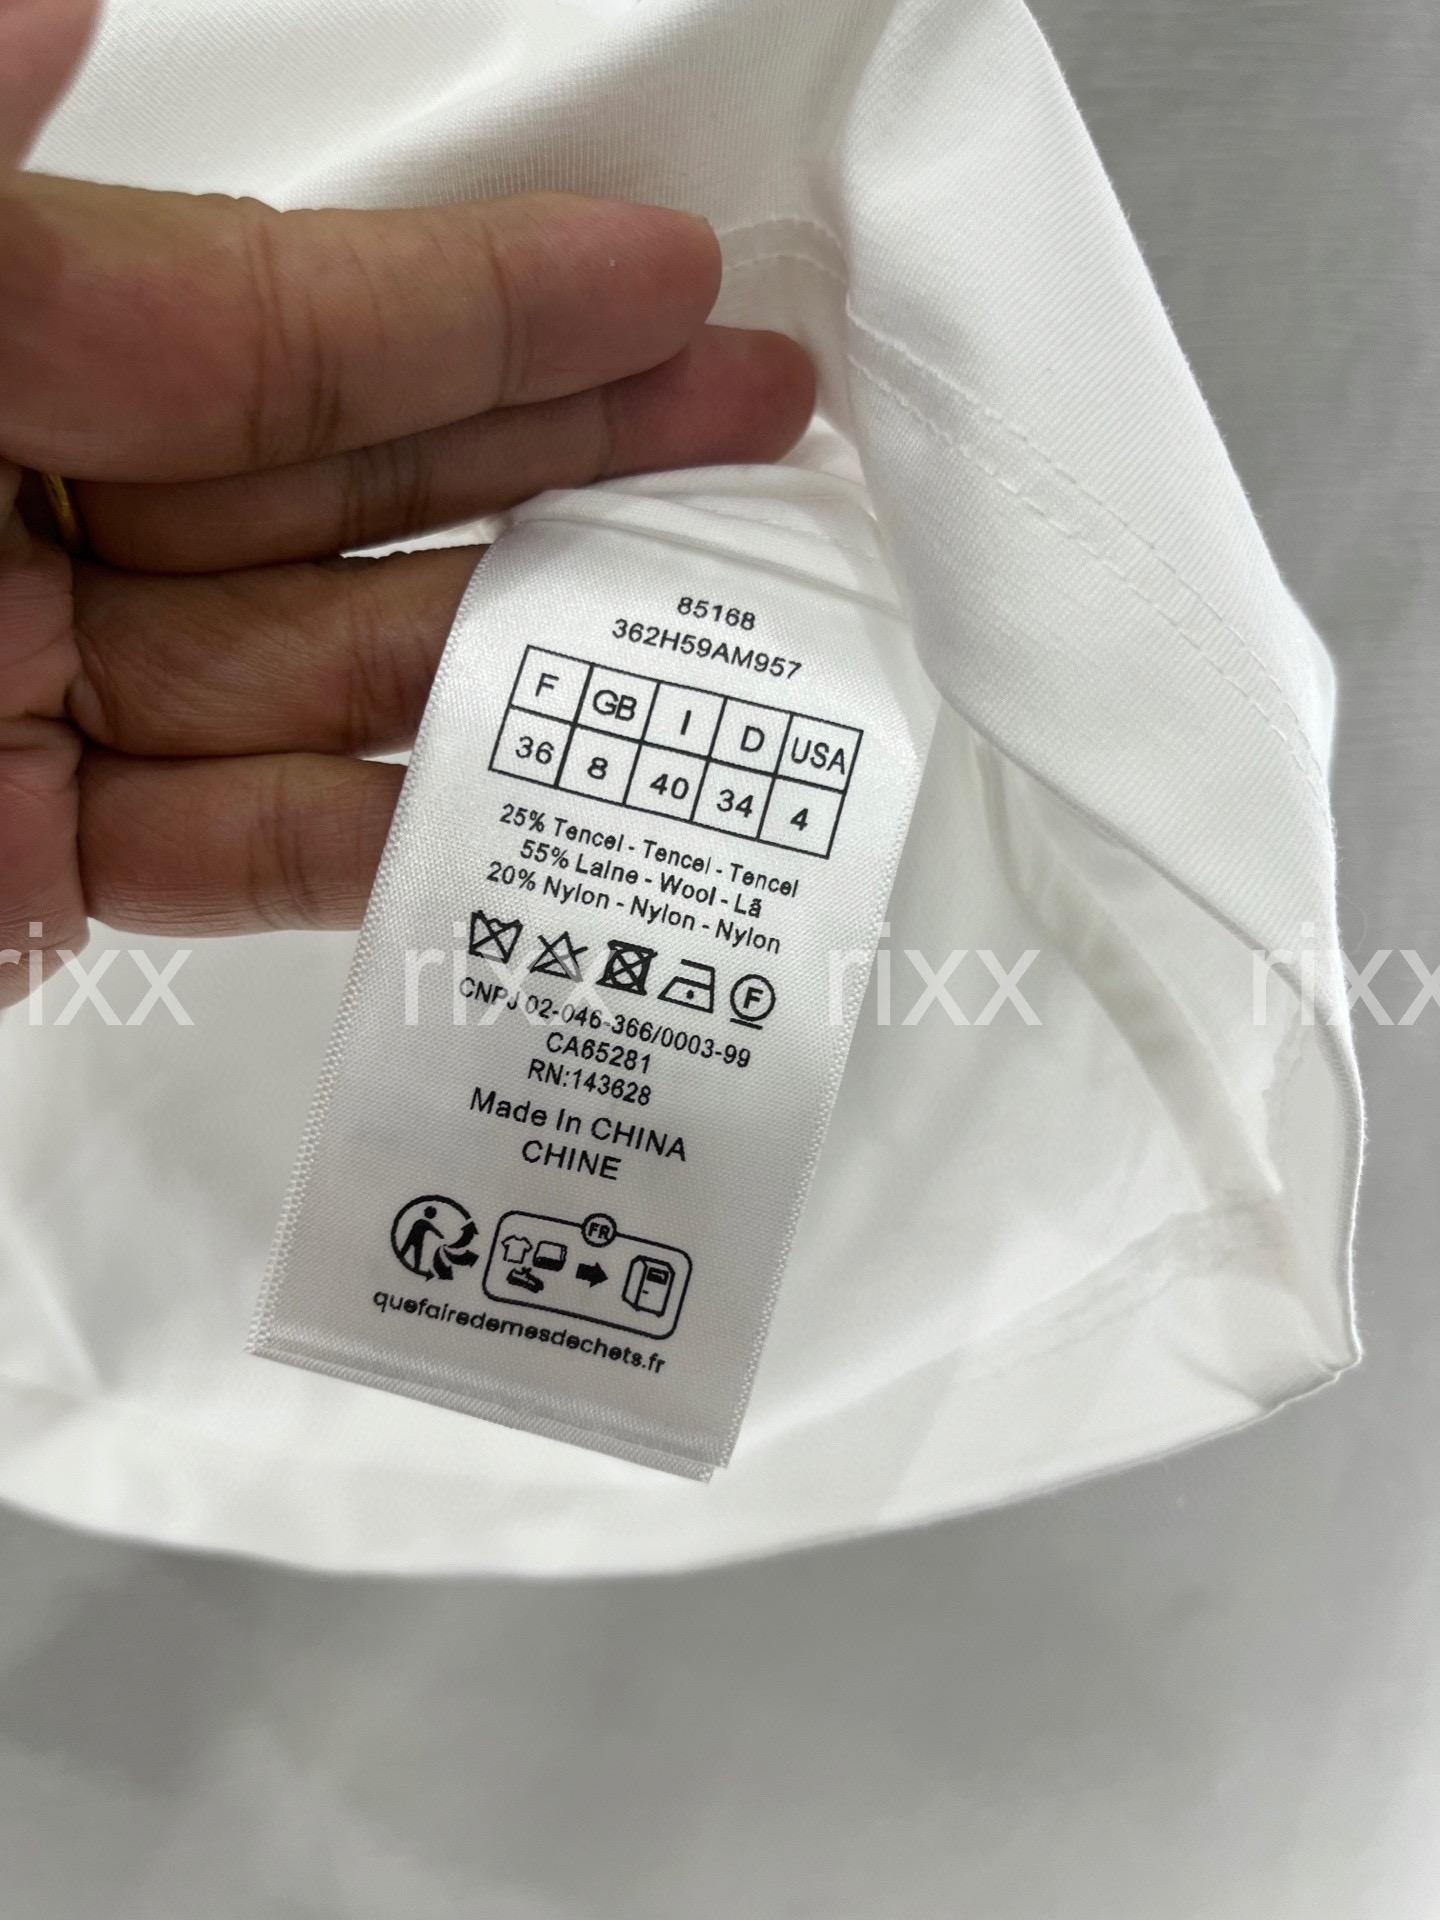 85168
362H59AM957
F GB I D USA
36 8 40 34 4
25% Tencel - Tencel - Tencel
55% Laine - Wool - Lã
20% Nylon - Nylon - Nylon
F
rixx rixx rixx rixx
CNPJ 02-046-366/0003-99
CA65281
RN:143628
Made In CHINA
CHINE
FR
quefairedemesdechets.fr